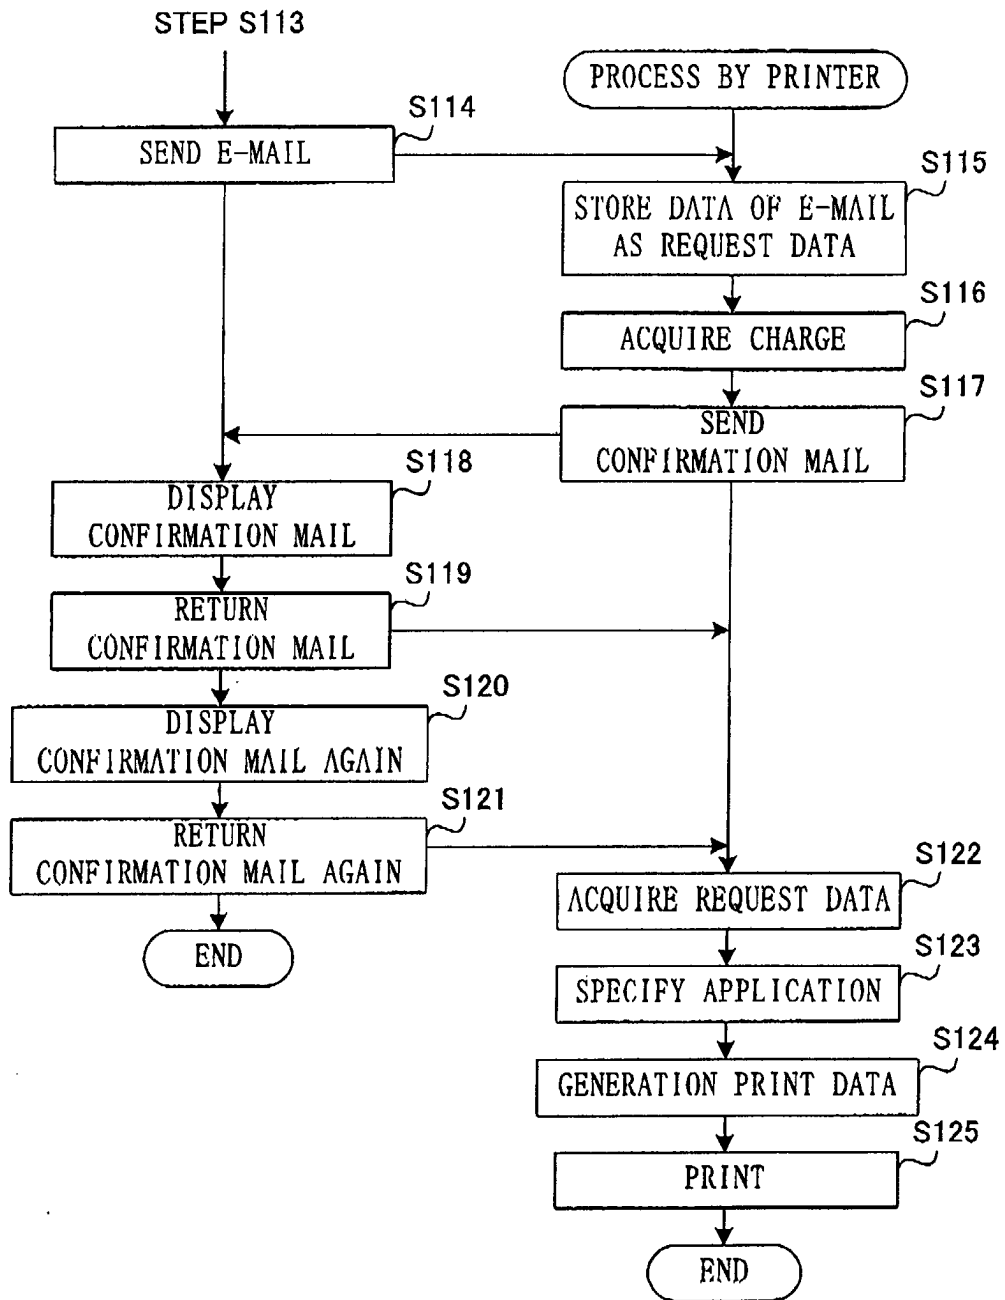 STEP S113
PROCESS BY PRINTER
S114
SEND E-MAIL
S115
STORE DATA OF E-MAIL
AS REQUEST DATA
S116
ACQUIRE CHARGE
S117
SEND
CONFIRMATION MAIL
S118
DISPLAY
CONFIRMATION MAIL
S119
RETURN
CONFIRMATION MAIL
S120
DISPLAY
CONFIRMATION MAIL AGAIN
S121
RETURN
CONFIRMATION MAIL AGAIN
END
S122
ACQUIRE REQUEST DATA
S123
SPECIFY APPLICATION
S124
GENERATION PRINT DATA
S125
PRINT
END